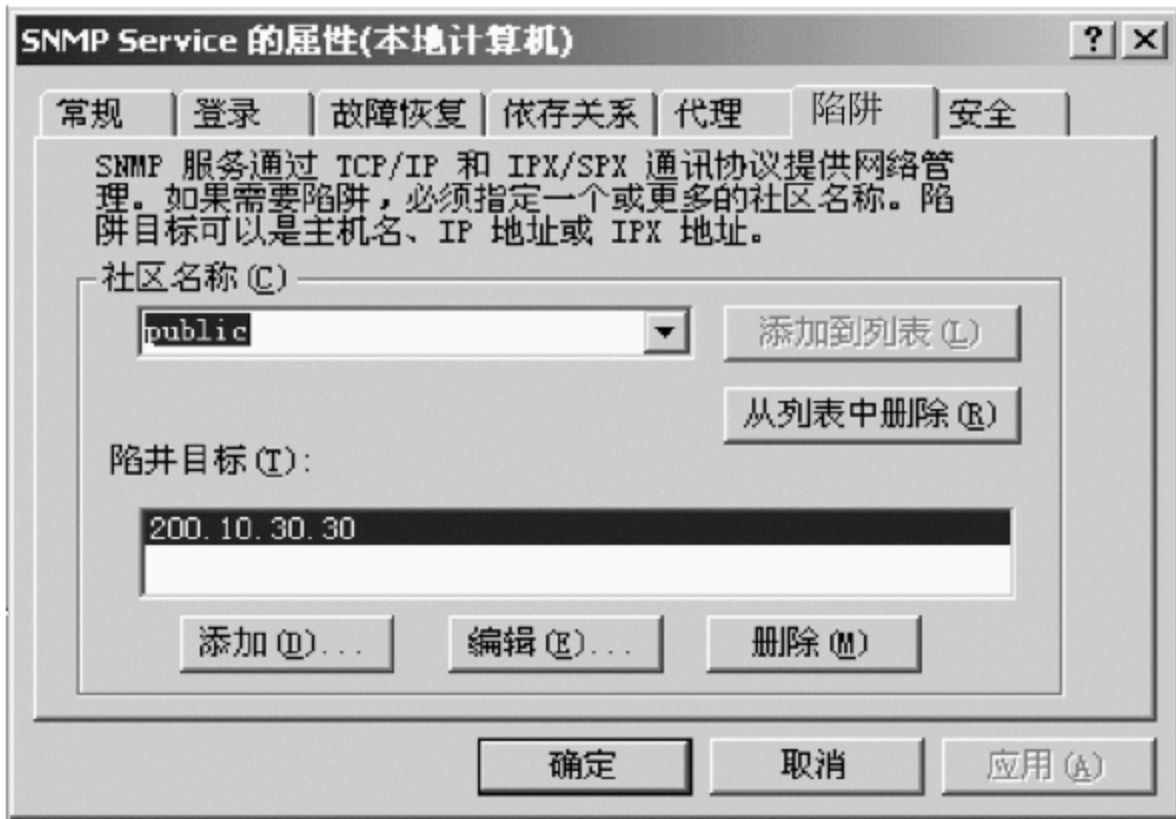 SNMP Service 的属性(本地计算机)
常规 登录 故障恢复 依存关系 代理 陷阱 安全
SNMP 服务通过 TCP/IP 和 IPX/SPX 通讯协议提供网络管
理。如果需要陷阱，必须指定一个或更多的社区名称。陷
阱目标可以是主机名、IP 地址或 IPX 地址。
社区名称(C)
public
添加到列表(L)
从列表中删除(R)
陷井目标(T):
200.10.30.30
添加(D)... 编辑(E)... 删除(M)
确定 取消 应用(A)